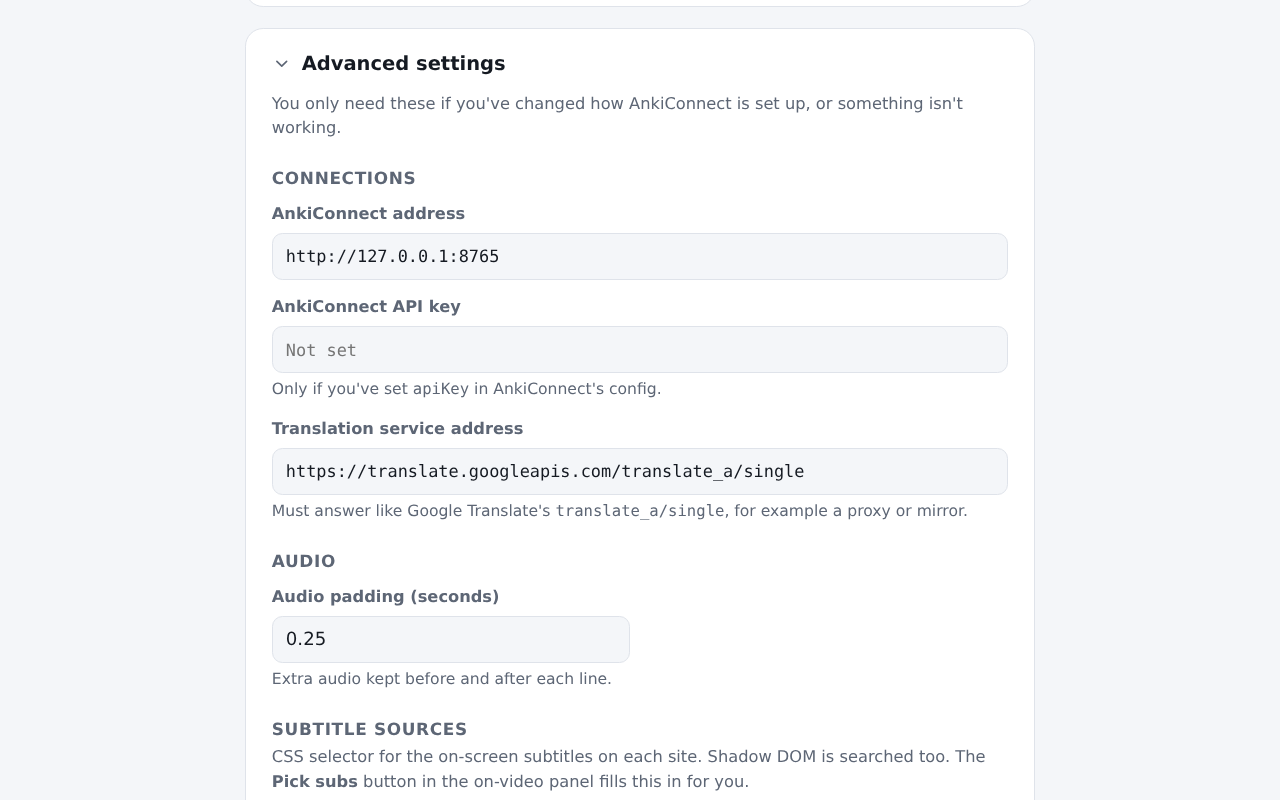 Advanced settings
You only need these if you've changed how AnkiConnect is set up, or something isn't
working.
CONNECTIONS
AnkiConnect address
http://127.0.0.1:8765
AnkiConnect API key
Not set
Only if you've set apiKey in AnkiConnect's config.
Translation service address
https://translate.googleapis.com/translate_a/single
Must answer like Google Translate's translate_a/single, for example a proxy or mirror.
AUDIO
Audio padding (seconds)
0.25
Extra audio kept before and after each line.
SUBTITLE SOURCES
CSS selector for the on-screen subtitles on each site. Shadow DOM is searched too. The
Pick subs button in the on-video panel fills this in for you.